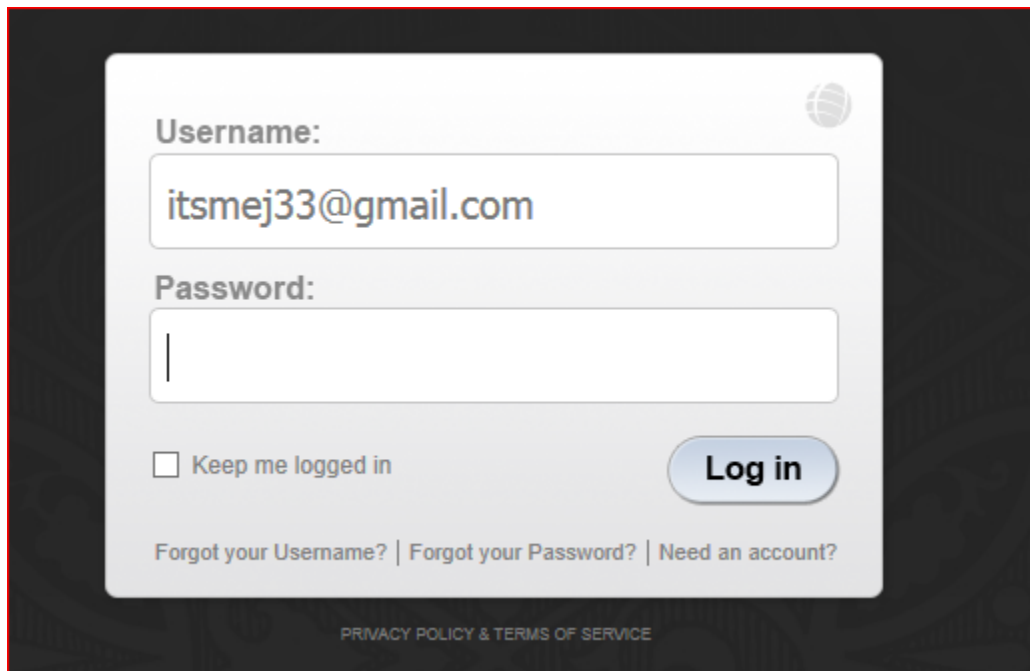 Username:
itsmej33@gmail.com
Password:
Keep me logged in
Log in
Forgot your Username? | Forgot your Password? | Need an account?
PRIVACY POLICY & TERMS OF SERVICE